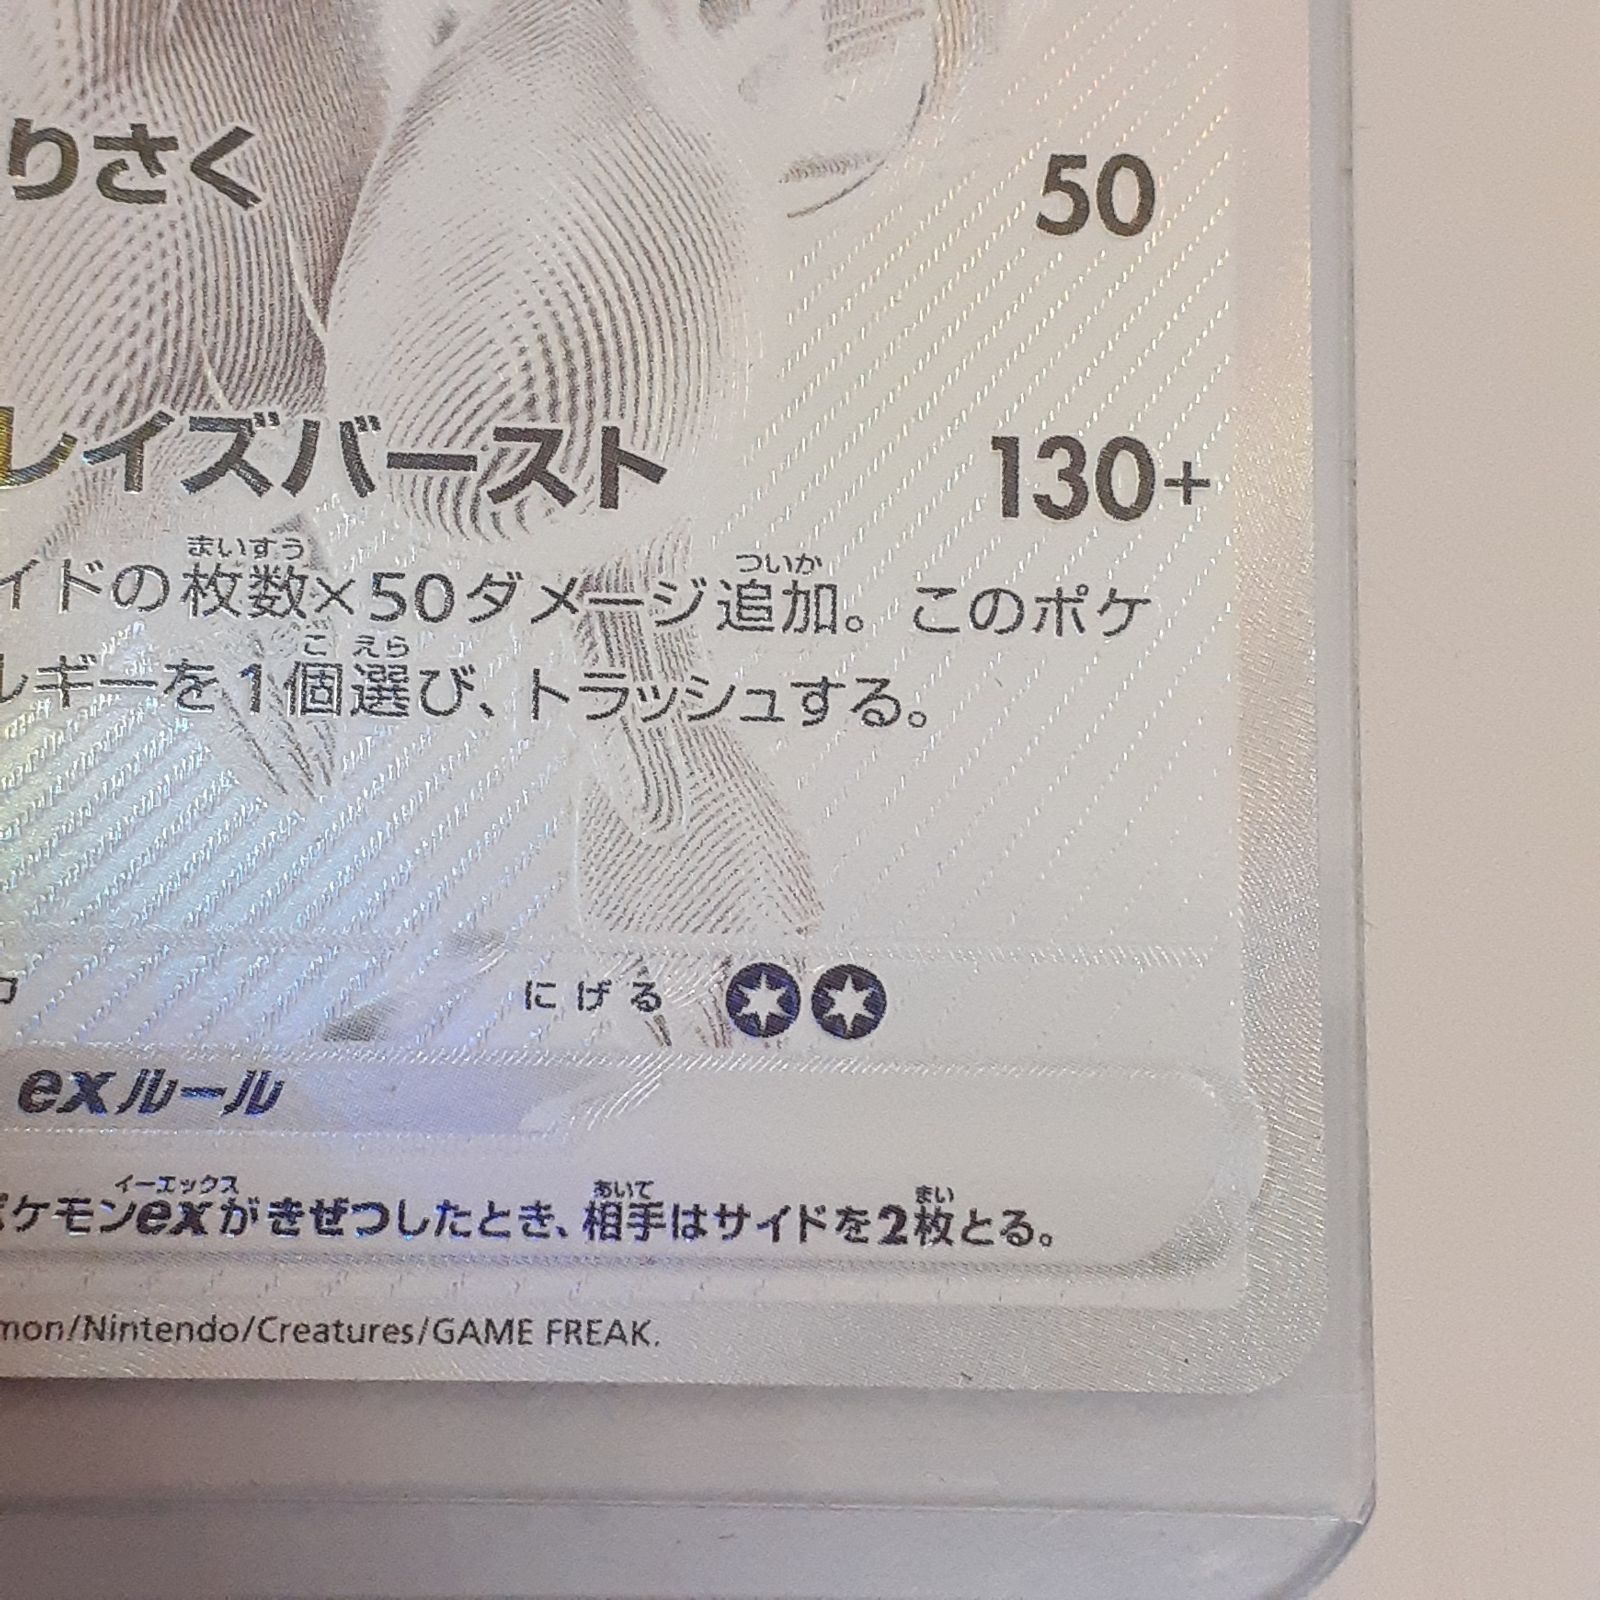 りさく 50
レイズバースト 130+
イドの枚数×50ダメージ追加。このポケ
まいすう ついか
ルギーを1個選び、トラッシュする。
こ えら
にげる
exルール
ポケモンexがきぜつしたとき、相手はサイドを2枚とる。
イーエックス あいて まい
mon/Nintendo/Creatures/GAME FREAK.